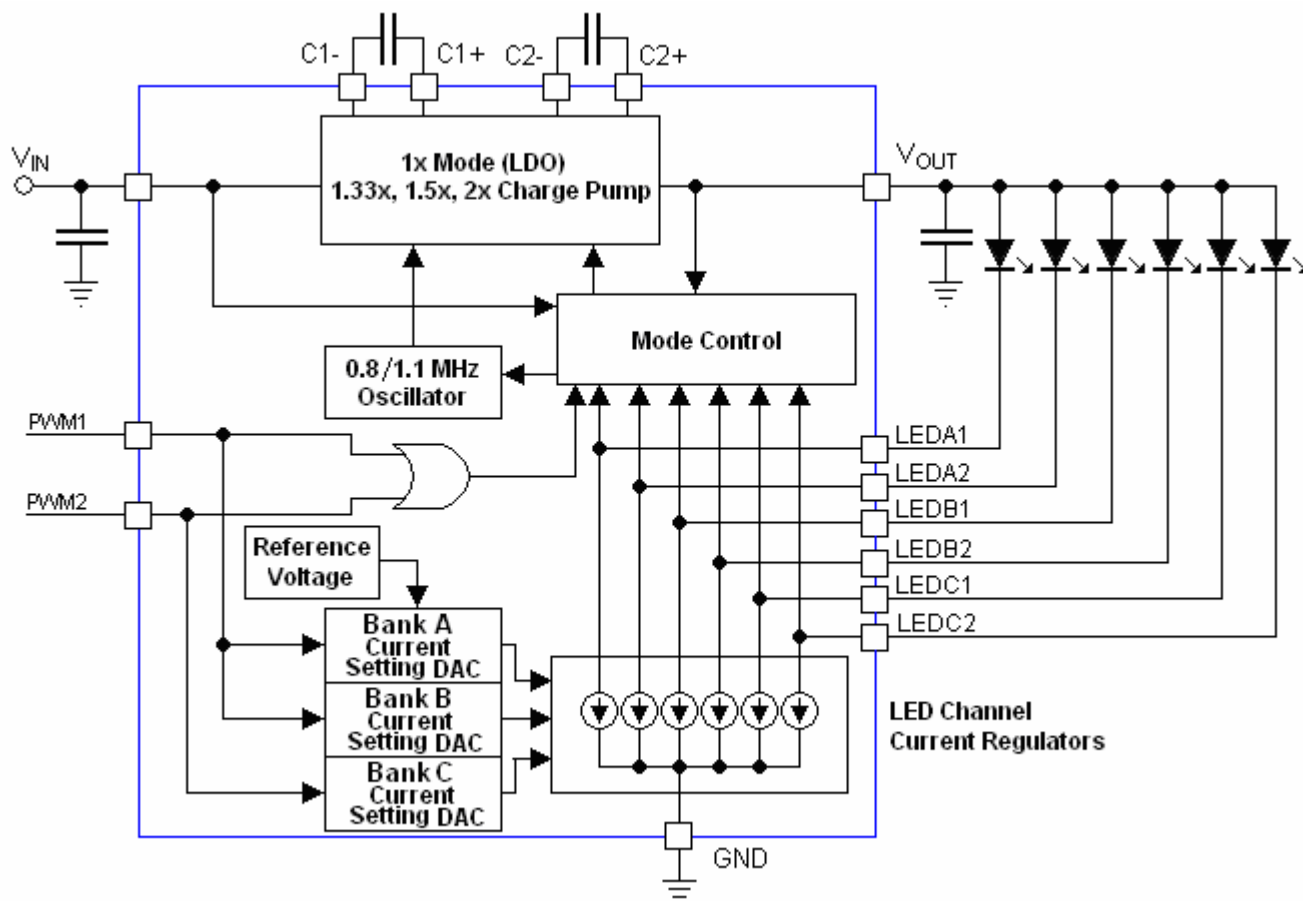 C1-
C1+
C2-
C2+
VIN
1x Mode (LDO)
1.33x, 1.5x, 2x Charge Pump
VOUT
Mode Control
0.8/1.1 MHz
Oscillator
PWM1
PWM2
LEDA1
LEDA2
LEDB1
LEDB2
LEDC1
LEDC2
Reference
Voltage
Bank A
Current
Setting DAC
Bank B
Current
Setting DAC
Bank C
Current
Setting DAC
LED Channel
Current Regulators
GND